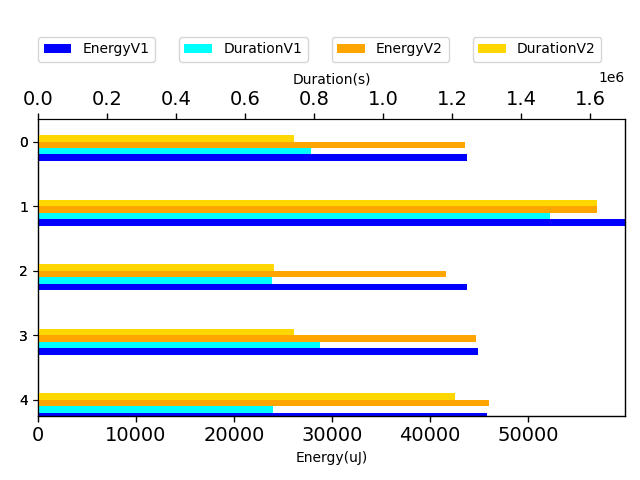 EnergyV1 DurationV1 EnergyV2 DurationV2
Duration(s)
1e6
0.0 0.2 0.4 0.6 0.8 1.0 1.2 1.4 1.6
0
1
2
3
4
0 10000 20000 30000 40000 50000
Energy(uJ)